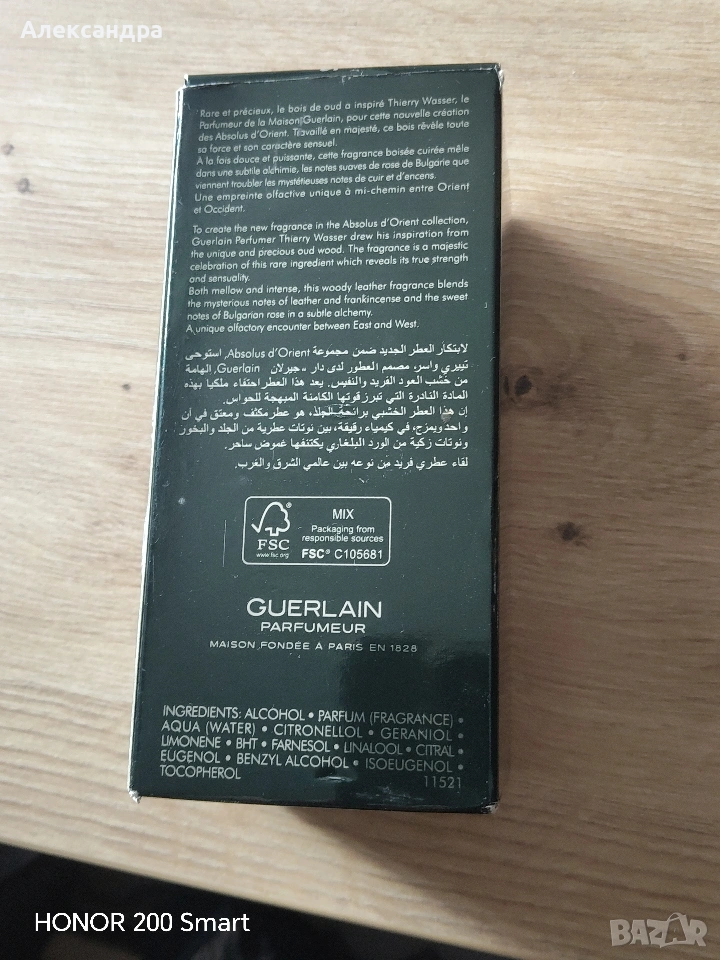 Александра
Rare et précieux, le bois de oud a inspiré Thierry Wasser, le
Parfumeur de la Maison Guerlain, pour cette nouvelle création
des Absolus d'Orient. Travaillé en majesté, ce bois révèle toute
sa force et son caractère sensuel.
A la fois douce et puissante, cette fragrance boisée cuirée mêle
dans une subtile alchimie, les notes suaves de rose de Bulgarie que
viennent troubler les mystétieuses notes de cuir et d'encens.
Une empreinte olfactive unique à mi-chemin entre Orient
et Occident.
To create the new fragrance in the Absolus d'Orient collection,
Guerlain Perfumer Thierry Wasser drew his inspiration from
the unique and precious oud wood. The fragrance is a majestic
celebration of this rare ingredient which reveals its true strength
and sensuality.
Both mellow and intense, this woody leather fragrance blends
the mysterious notes of leather and frankincense and the sweet
notes of Bulgarian rose in a subtle alchemy.
A unique olfactory encounter between East and West.
لابتكار العطر الجديد ضمن مجموعة Absolus d'Orient, استوحى
تييري واسر، مصمم العطور لدى دار جيرلان Guerlain, الهامة
من خشب العود الفريد والنفيس. يعد هذا العطر احتفاء ملكيا بهذه
المادة النادرة التي تبرز قوتها الكامنة المبهجة للحواس.
إن هذا العطر الخشبي برائحة الجلد، هو عطر مكثف ومعتق في أن
واحد ويمزج، في كيمياء رقيقة، بين نوتات عطرية من الجلد والبخور
ونوتات زكية من الورد البلغاري يكتنفها غموض ساحر.
لقاء عطري فريد من نوعه بين عالمي الشرق والغرب.
FSC
www.fsc.org
MIX
Packaging from
responsible sources
FSC® C105681
GUERLAIN
PARFUMEUR
MAISON FONDÉE À PARIS EN 1828
INGREDIENTS: ALCOHOL • PARFUM (FRAGRANCE) •
AQUA (WATER) • CITRONELLOL • GERANIOL •
LIMONENE • BHT • FARNESOL • LINALOOL • CITRAL •
EUGENOL • BENZYL ALCOHOL • ISOEUGENOL •
TOCOPHEROL 11521
HONOR 200 Smart
BAZAR